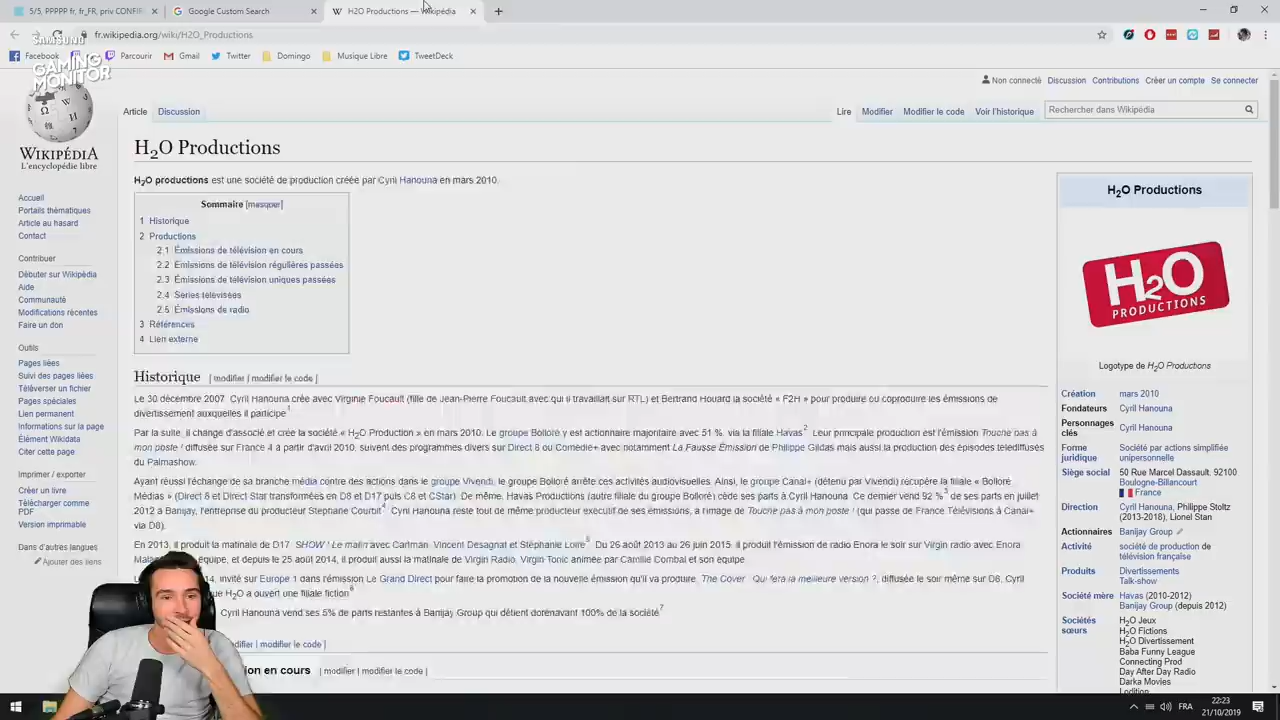 5/5, PPPPP fr, fr_FR, priv CONFIR
Google Custom Search
H2O Productions — Wikipédia
fr.wikipedia.org/wiki/H2O_Productions
SAMSUNG
GAMING
MONITOR
Facebook
Parcourir
Gmail
Twitter
Domingo
Musique Libre
TweetDeck
Non connecté Discussion Contributions Créer un compte Se connecter
Article Discussion
Lire Modifier Modifier le code Voir l'historique
Rechercher dans Wikipédia
WIKIPÉDIA
L'encyclopédie libre
Accueil
Portails thématiques
Article au hasard
Contact
Contribuer
Débuter sur Wikipédia
Aide
Communauté
Modifications récentes
Faire un don
Outils
Pages liées
Suivi des pages liées
Téléverser un fichier
Pages spéciales
Lien permanent
Informations sur la page
Élément Wikidata
Citer cette page
Imprimer / exporter
Créer un livre
Télécharger comme
PDF
Version imprimable
Dans d'autres langues
Ajouter des liens
H2O Productions
H2O productions est une société de production créée par Cyril Hanouna en mars 2010.
Sommaire [masquer]
1 Historique
2 Productions
2.1 Émissions de télévision en cours
2.2 Émissions de télévision régulières passées
2.3 Émissions de télévision uniques passées
2.4 Séries télévisées
2.5 Émissions de radio
3 Références
4 Lien externe
Historique [ modifier | modifier le code ]
Le 30 décembre 2007, Cyril Hanouna crée avec Virginie Foucault (fille de Jean-Pierre Foucault avec qui il travaillait sur RTL) et Bertrand Houard la société « F2H » pour produire ou coproduire les émissions de
divertissement auxquelles il participe1.
Par la suite, il change d'associé et crée la société « H2O Production » en mars 2010. Le groupe Bolloré y est actionnaire majoritaire avec 51 %, via la filiale Havas2. Leur principale production est l'émission Touche pas à
mon poste ! diffusée sur France 4 à partir d'avril 2010, suivent des programmes divers sur Direct 8 ou Comédie+ avec notamment La Fausse Émission de Philippe Gildas mais aussi la production des épisodes télédiffusés
du Palmashow.
Ayant réussi l'échange de sa branche média contre des actions dans le groupe Vivendi, le groupe Bolloré arrête ces activités audiovisuelles. Ainsi, le groupe Canal+ (détenu par Vivendi) récupère la filiale « Bolloré
Médias » (Direct 8 et Direct Star transformées en D8 et D17 puis C8 et CStar). De même, Havas Productions (autre filiale du groupe Bolloré) cède ses parts à Cyril Hanouna. Ce dernier vend 92 %3 de ses parts en juillet
2012 à Banijay, l'entreprise du producteur Stéphane Courbit4. Cyril Hanouna reste tout de même producteur exécutif de ses émissions, à l'image de Touche pas à mon poste ! (qui passe de France Télévisions à Canal+
via D8).
En 2013, il produit la matinale de D17 SHOW ! Le matin avec Carlman, Vincent Desagnat et Stéphanie Loire5. Du 26 août 2013 au 26 juin 2015, il produit l'émission de radio Enora le soir sur Virgin radio avec Enora
équipe, et depuis le 25 août 2014, il produit aussi la matinale de Virgin Radio, Virgin Tonic animée par Camille Combal et son équipe.
14, invité sur Europe 1 dans l'émission Le Grand Direct pour faire la promotion de la nouvelle émission qu'il va produire, The Cover : Qui fera la meilleure version ?, diffusée le soir même sur D8, Cyril
que H2O a ouvert une filiale fiction6.
Cyril Hanouna vend ses 5% de parts restantes à Banijay Group qui détient dorénavant 100% de la société.7
modifier le code ]
en cours [ modifier | modifier le code ]
H2O Productions
H2O
PRODUCTIONS
Logotype de H2O Productions
Création mars 2010
Fondateurs Cyril Hanouna
Personnages clés Cyril Hanouna
Forme juridique Société par actions simplifiée unipersonnelle
Siège social 50 Rue Marcel Dassault, 92100
Boulogne-Billancourt
France
Direction Cyril Hanouna, Philippe Stoltz
(2013-2018), Lionel Stan
Actionnaires Banijay Group
Activité société de production de
télévision française
Produits Divertissements
Talk-show
Société mère Havas (2010-2012)
Banijay Group (depuis 2012)
Sociétés sœurs H2O Jeux
H2O Fictions
H2O Divertissement
Baba Funny League
Connecting Prod
Day After Day Radio
Darka Movies
FRA
22:23
21/10/2019